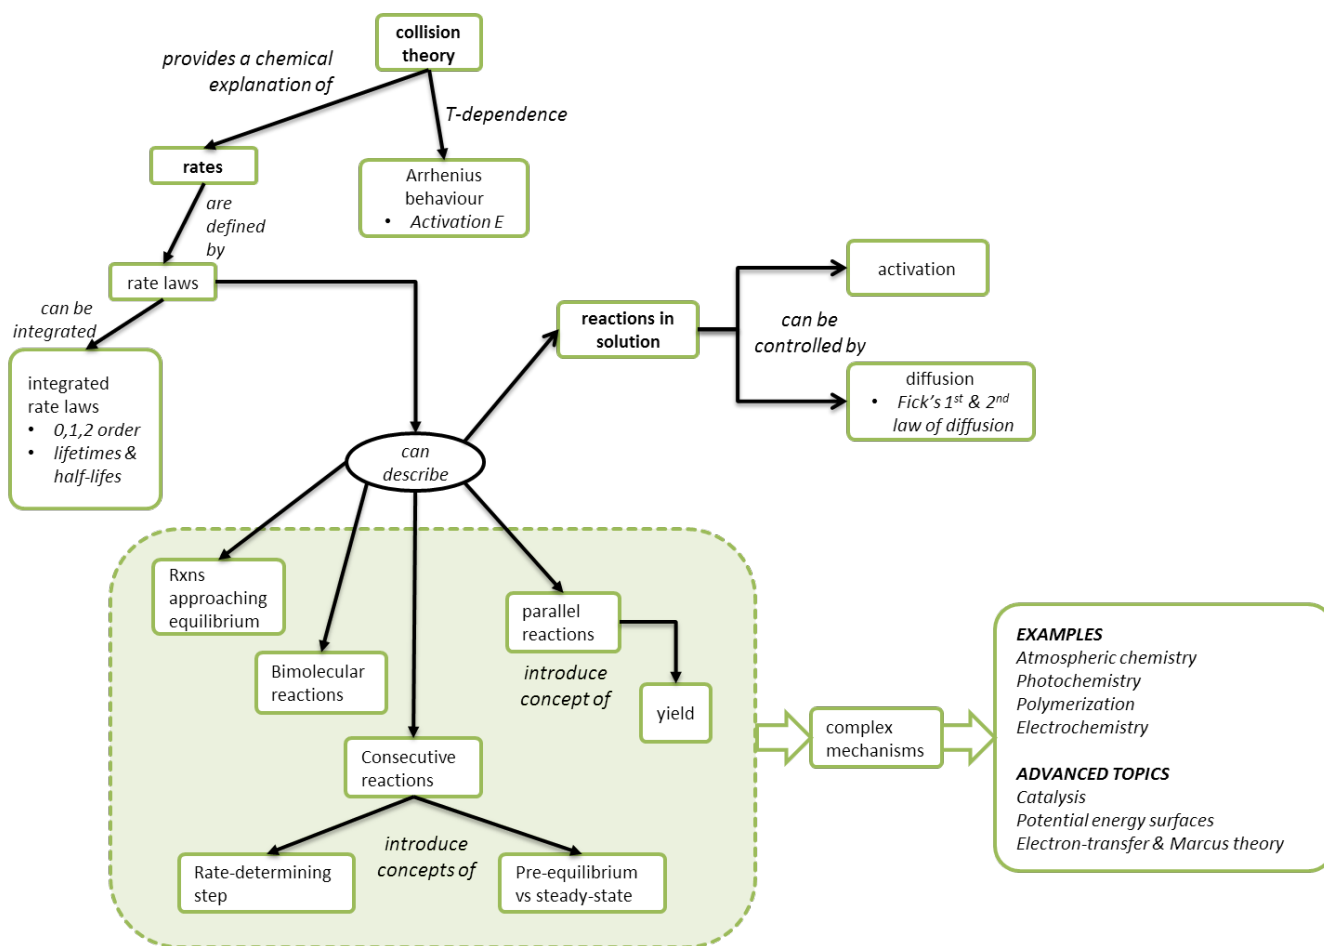 collision
theory
provides a chemical
explanation of
T-dependence
rates
Arrhenius
behaviour
• Activation E
are
defined
by
rate laws
can be
integrated
integrated
rate laws
• 0,1,2 order
• lifetimes &
half-lifes
reactions in
solution
activation
can be
controlled by
diffusion
• Fick's 1st & 2nd
law of diffusion
can
describe
Rxns
approaching
equilibrium
Bimolecular
reactions
parallel
reactions
introduce
concept of
yield
Consecutive
reactions
introduce
concepts of
Rate-determining
step
Pre-equilibrium
vs steady-state
complex
mechanisms
EXAMPLES
Atmospheric chemistry
Photochemistry
Polymerization
Electrochemistry
ADVANCED TOPICS
Catalysis
Potential energy surfaces
Electron-transfer & Marcus theory